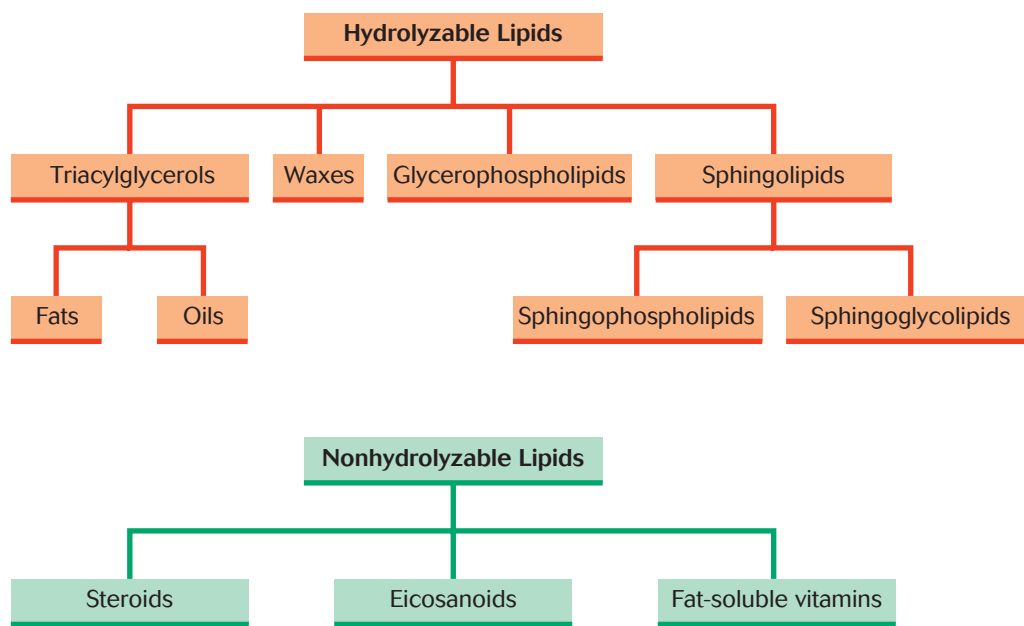 Hydrolyzable Lipids
Triacylglycerols
Waxes
Glycerophospholipids
Sphingolipids
Fats
Oils
Sphingophospholipids
Sphingoglycolipids
Nonhydrolyzable Lipids
Steroids
Eicosanoids
Fat-soluble vitamins